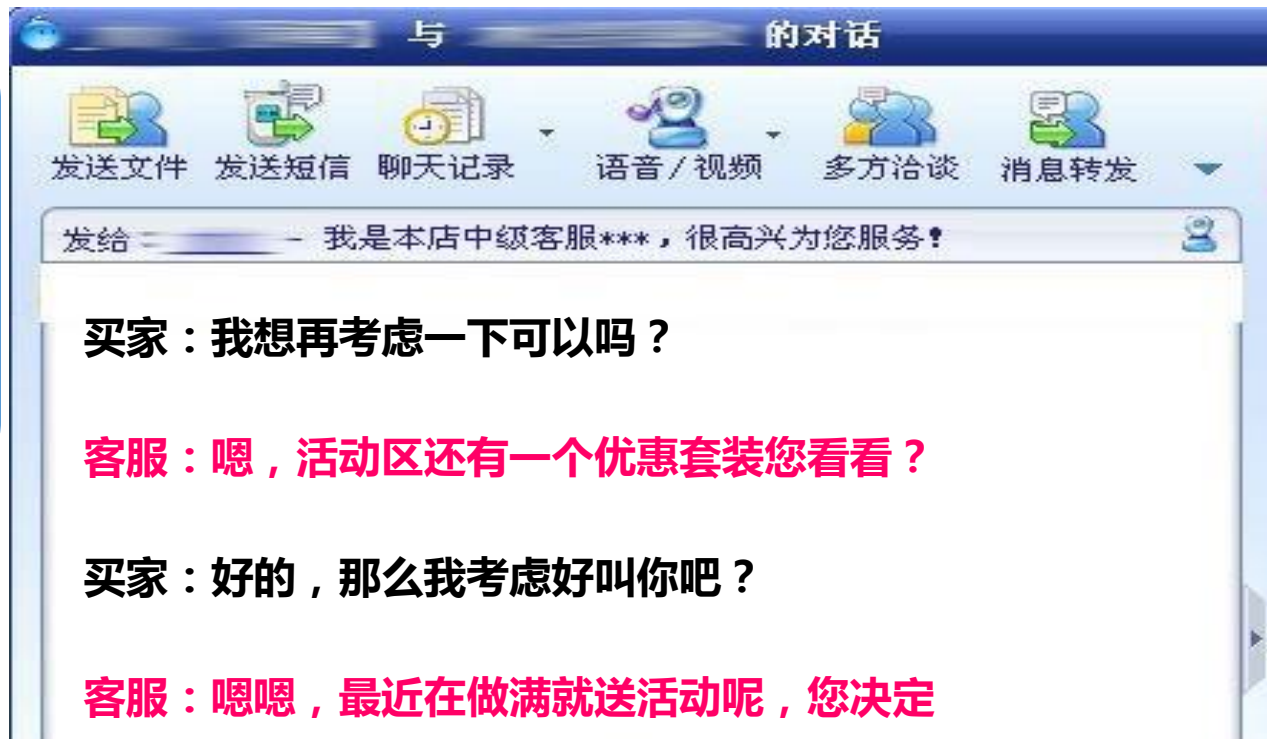 与 的对话
发送文件 发送短信 聊天记录 语音/视频 多方洽谈 消息转发
发给 - 我是本店中级客服***，很高兴为您服务！
买家：我想再考虑一下可以吗？
客服：嗯，活动区还有一个优惠套装您看看？
买家：好的，那么我考虑好叫你吧？
客服：嗯嗯，最近在做满就送活动呢，您决定